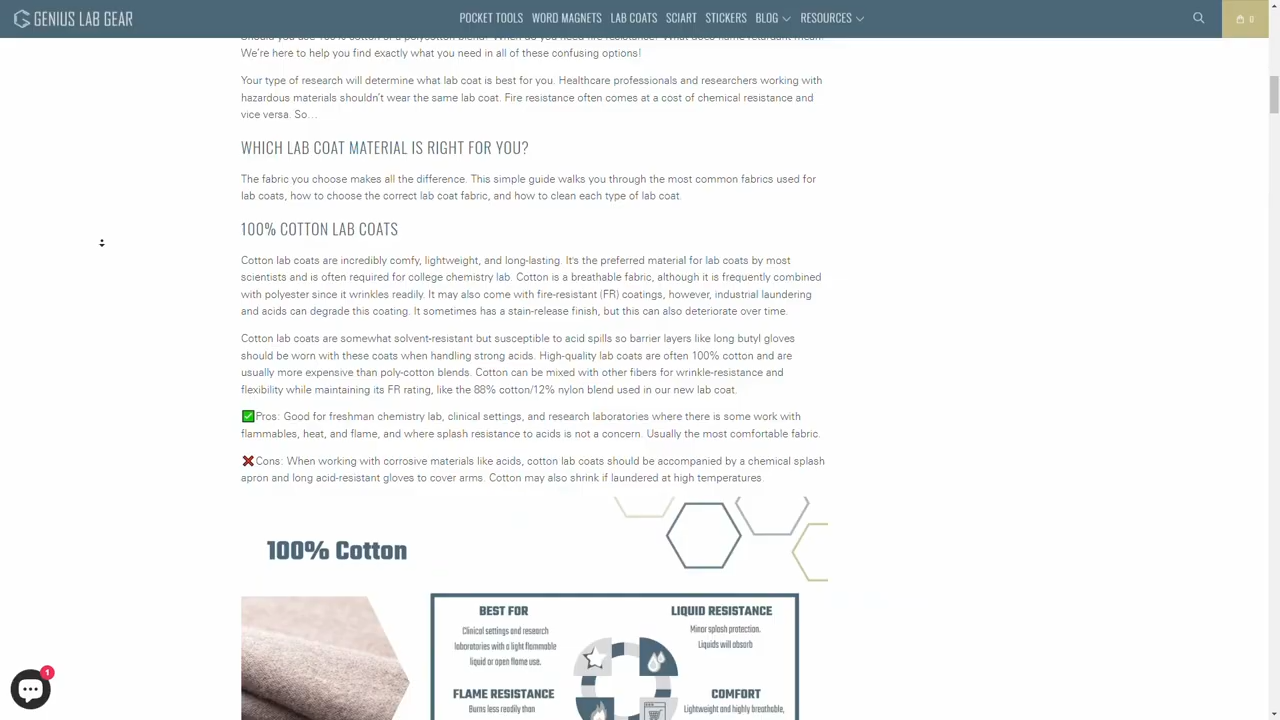 GENIUS LAB GEAR
POCKET TOOLS WORD MAGNETS LAB COATS SCIART STICKERS BLOG RESOURCES
0
We're here to help you find exactly what you need in all of these confusing options!
Your type of research will determine what lab coat is best for you. Healthcare professionals and researchers working with
hazardous materials shouldn't wear the same lab coat. Fire resistance often comes at a cost of chemical resistance and
vice versa. So…
WHICH LAB COAT MATERIAL IS RIGHT FOR YOU?
The fabric you choose makes all the difference. This simple guide walks you through the most common fabrics used for
lab coats, how to choose the correct lab coat fabric, and how to clean each type of lab coat.
100% COTTON LAB COATS
Cotton lab coats are incredibly comfy, lightweight, and long-lasting. It's the preferred material for lab coats by most
scientists and is often required for college chemistry lab. Cotton is a breathable fabric, although it is frequently combined
with polyester since it wrinkles readily. It may also come with fire-resistant (FR) coatings, however, industrial laundering
and acids can degrade this coating. It sometimes has a stain-release finish, but this can also deteriorate over time.
Cotton lab coats are somewhat solvent-resistant but susceptible to acid spills so barrier layers like long butyl gloves
should be worn with these coats when handling strong acids. High-quality lab coats are often 100% cotton and are
usually more expensive than poly-cotton blends. Cotton can be mixed with other fibers for wrinkle-resistance and
flexibility while maintaining its FR rating, like the 88% cotton/12% nylon blend used in our new lab coat.
✅Pros: Good for freshman chemistry lab, clinical settings, and research laboratories where there is some work with
flammables, heat, and flame, and where splash resistance to acids is not a concern. Usually the most comfortable fabric.
❌Cons: When working with corrosive materials like acids, cotton lab coats should be accompanied by a chemical splash
apron and long acid-resistant gloves to cover arms. Cotton may also shrink if laundered at high temperatures.
100% Cotton
BEST FOR
Clinical settings and research
laboratories with a light flammable
liquid or open flame use.
LIQUID RESISTANCE
Minor splash protection.
Liquids will absorb
FLAME RESISTANCE
Burns less readily than
COMFORT
Lightweight and highly breathable,
1